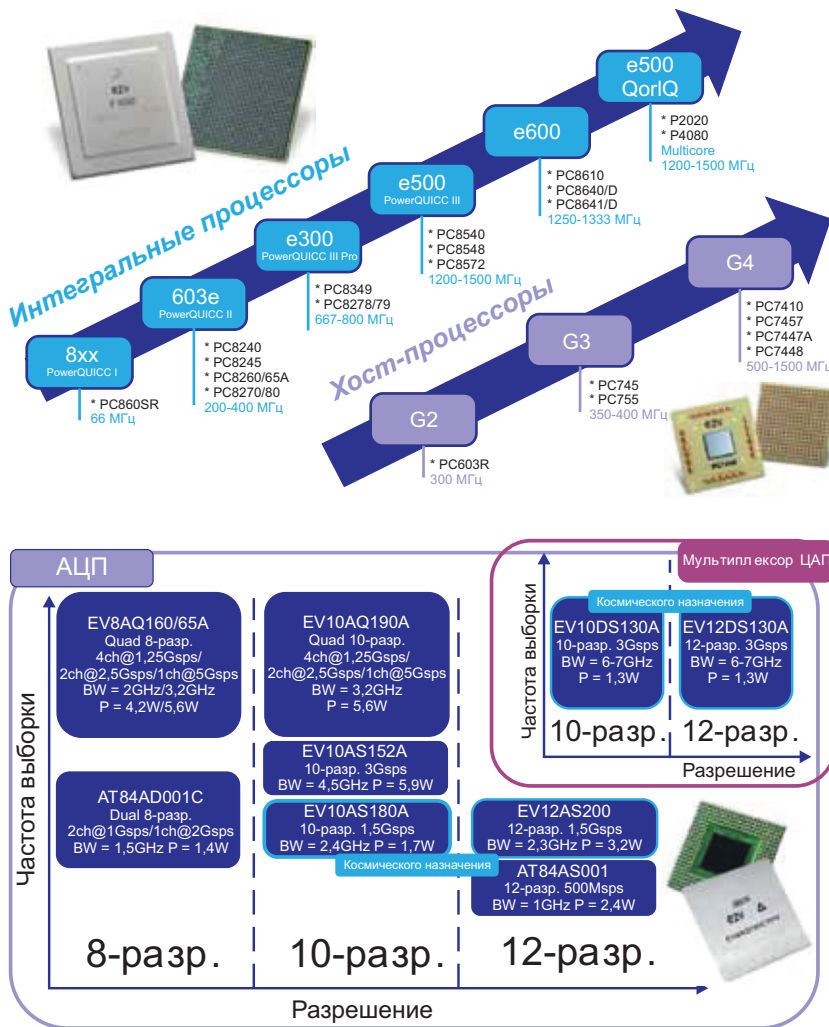 e2v
e500
QorIQ
* P2020
* P4080
Multicore
1200-1500 МГц
e600
* PC8610
* PC8640/D
* PC8641/D
1250-1333 МГц
Интегральные процессоры
e500
PowerQUICC III
* PC8540
* PC8548
* PC8572
1200-1500 МГц
e300
PowerQUICC III Pro
* PC8349
* PC8278/79
667-800 МГц
603e
PowerQUICC II
* PC8240
* PC8245
* PC8260/65A
* PC8270/80
200-400 МГц
8xx
PowerQUICC I
* PC860SR
66 МГц
Хост-процессоры
G4
* PC7410
* PC7457
* PC7447A
* PC7448
500-1500 МГц
G3
* PC745
* PC755
350-400 МГц
G2
* PC603R
300 МГц
e2v
АЦП
Частота выборки
EV8AQ160/65A
Quad 8-разр.
4ch@1,25Gsps/
2ch@2,5Gsps/1ch@5Gsps
BW = 2GHz/3,2GHz
P = 4,2W/5,6W
AT84AD001C
Dual 8-разр.
2ch@1Gsps/1ch@2Gsps
BW = 1,5GHz P = 1,4W
EV10AQ190A
Quad 10-разр.
4ch@1,25Gsps/
2ch@2,5Gsps/1ch@5Gsps
BW = 3,2GHz
P = 5,6W
EV10AS152A
10-разр. 3Gsps
BW = 4,5GHz P = 5,9W
EV10AS180A
10-разр. 1,5Gsps
BW = 2,4GHz P = 1,7W
Космического назначения
EV12AS200
12-разр. 1,5Gsps
BW = 2,3GHz P = 3,2W
AT84AS001
12-разр. 500Msps
BW = 1GHz P = 2,4W
8-разр. 10-разр. 12-разр.
Разрешение
Мультипл ексор ЦАП
Частота выборки
Космического назначения
EV10DS130A
10-разр. 3Gsps
BW = 6-7GHz
P = 1,3W
EV12DS130A
12-разр. 3Gsps
BW = 6-7GHz
P = 1,3W
10-разр. 12-разр.
Разрешение
e2v